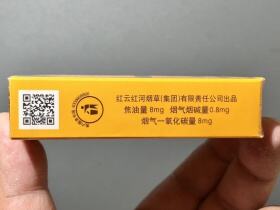 红云红河烟草(集团)有限责任公司出品
焦油量 8mg 烟气烟碱量 0.8mg
烟气一氧化碳量 8mg